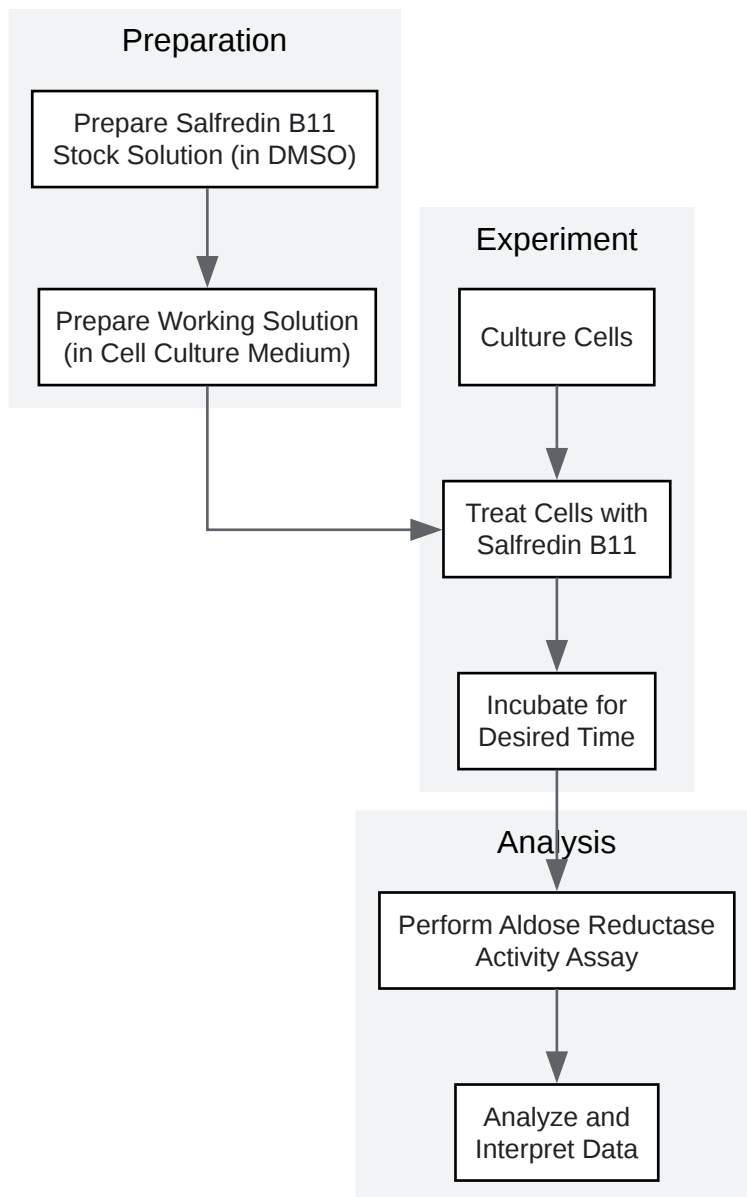 Preparation
Prepare Salfredin B11
Stock Solution (in DMSO)
Prepare Working Solution
(in Cell Culture Medium)
Experiment
Culture Cells
Treat Cells with
Salfredin B11
Incubate for
Desired Time
Analysis
Perform Aldose Reductase
Activity Assay
Analyze and
Interpret Data